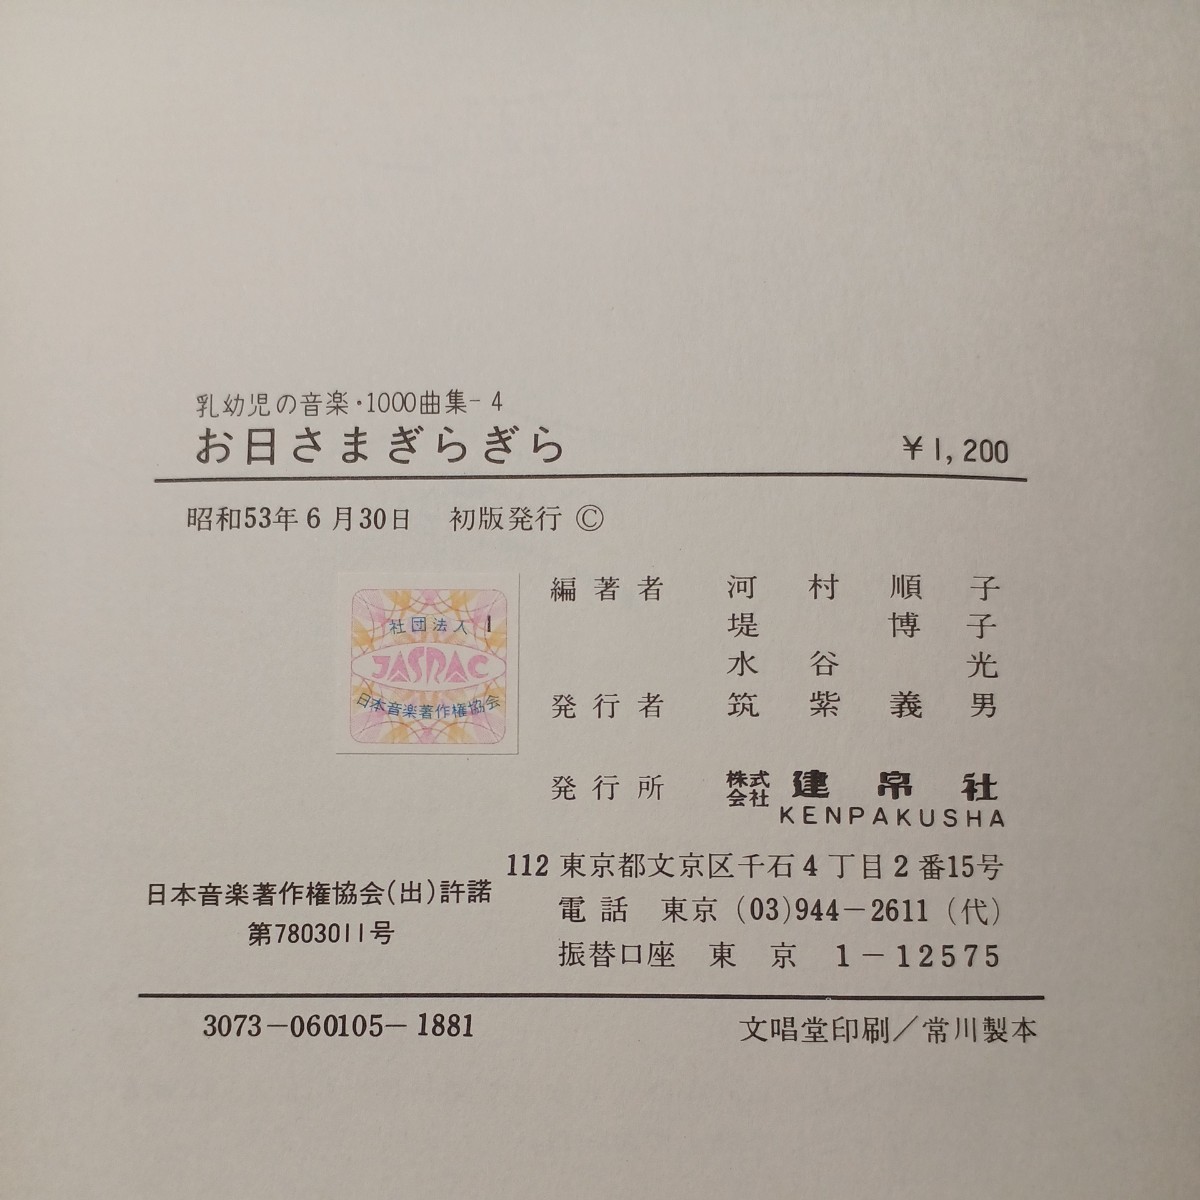 乳幼児の音楽・1000曲集-4
お日さまぎらぎら ¥1,200
昭和53年6月30日 初版発行 ©
社団法人 1
JASRAC
日本音楽著作権協会
編著者 河村順子
堤博子
水谷光
発行者 筑紫義男
発行所 株式会社 建帛社
KENPAKUSHA
112 東京都文京区千石4丁目2番15号
電話 東京 (03)944-2611 (代)
振替口座 東京 1-12575
日本音楽著作権協会(出)許諾
第7803011号
3073-060105-1881
文唱堂印刷/常川製本